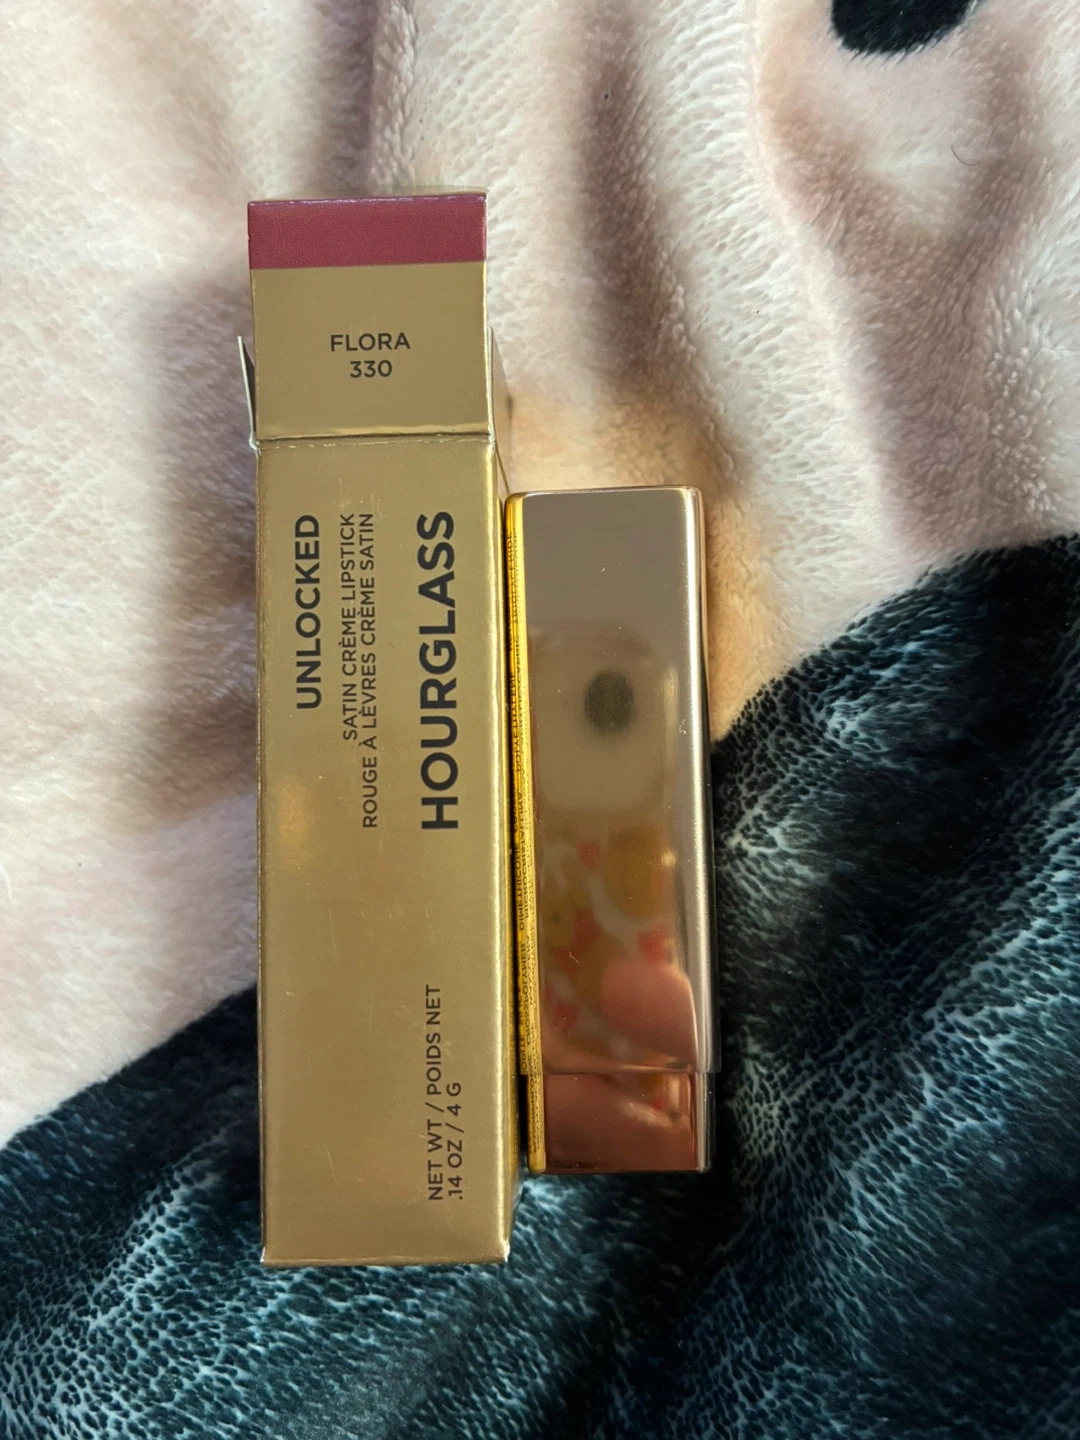 FLORA
330
UNLOCKED
SATIN CRÈME LIPSTICK
ROUGE À LÈVRES CRÈME SATIN
HOURGLASS
NET WT / POIDS NET
.14 OZ / 4 G